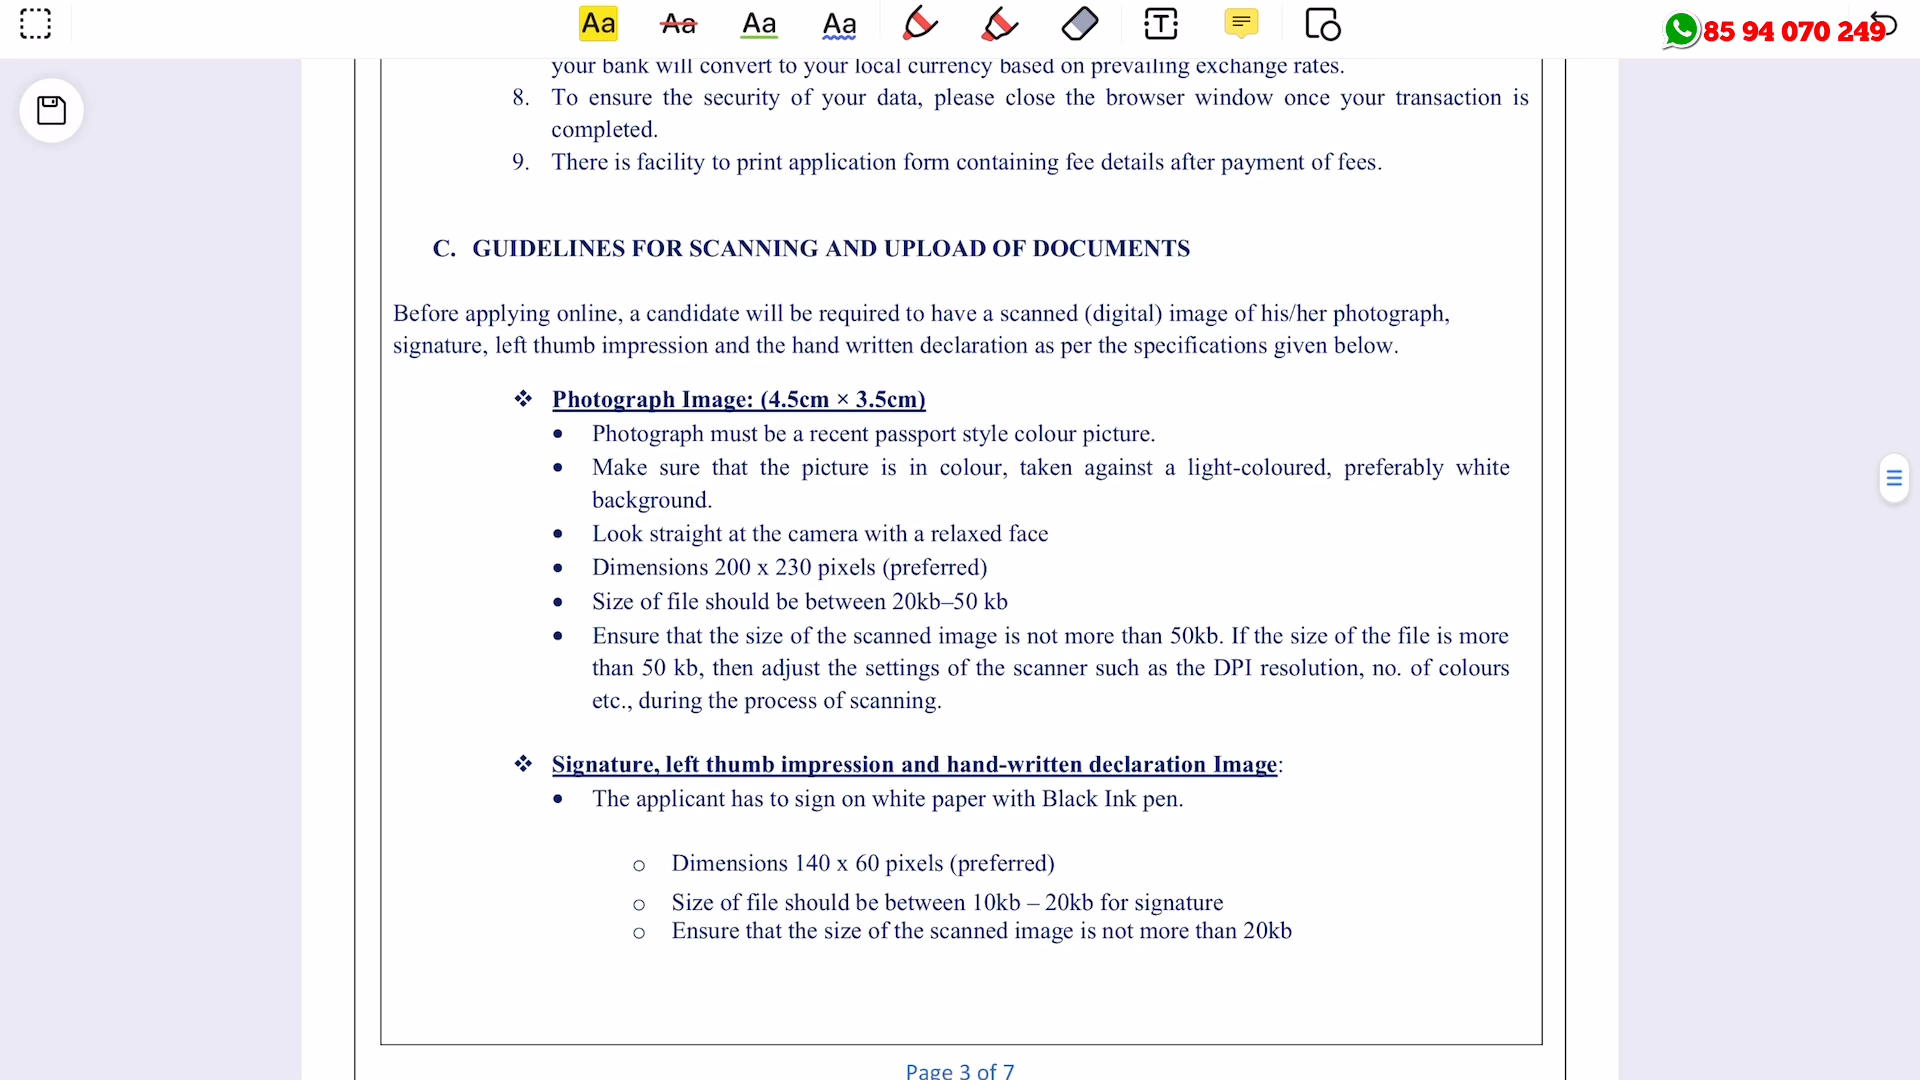 Aa Aa Aa Aa T 85 94 070 249
your bank will convert to your local currency based on prevailing exchange rates.
8. To ensure the security of your data, please close the browser window once your transaction is
completed.
9. There is facility to print application form containing fee details after payment of fees.
C. GUIDELINES FOR SCANNING AND UPLOAD OF DOCUMENTS
Before applying online, a candidate will be required to have a scanned (digital) image of his/her photograph,
signature, left thumb impression and the hand written declaration as per the specifications given below.
❖ Photograph Image: (4.5cm × 3.5cm)
• Photograph must be a recent passport style colour picture.
• Make sure that the picture is in colour, taken against a light-coloured, preferably white
background.
• Look straight at the camera with a relaxed face
• Dimensions 200 x 230 pixels (preferred)
• Size of file should be between 20kb–50 kb
• Ensure that the size of the scanned image is not more than 50kb. If the size of the file is more
than 50 kb, then adjust the settings of the scanner such as the DPI resolution, no. of colours
etc., during the process of scanning.
❖ Signature, left thumb impression and hand-written declaration Image:
• The applicant has to sign on white paper with Black Ink pen.
o Dimensions 140 x 60 pixels (preferred)
o Size of file should be between 10kb – 20kb for signature
o Ensure that the size of the scanned image is not more than 20kb
Page 3 of 7